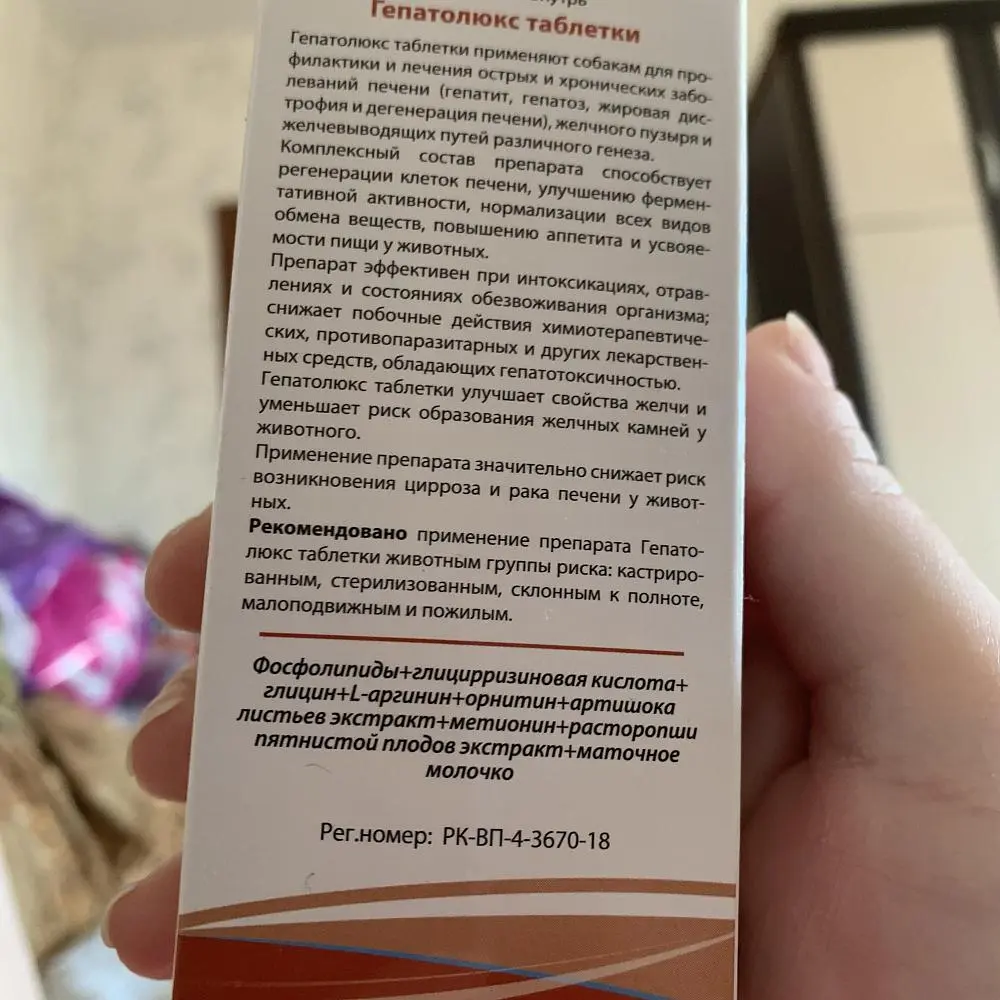 Гепатолюкс таблетки
Гепатолюкс таблетки применяют собакам для про-
филактики и лечения острых и хронических забо-
леваний печени (гепатит, гепатоз, жировая дис-
трофия и дегенерация печени), желчного пузыря и
желчевыводящих путей различного генеза.
Комплексный состав препарата способствует
регенерации клеток печени, улучшению фермен-
тативной активности, нормализации всех видов
обмена веществ, повышению аппетита и усвояе-
мости пищи у животных.
Препарат эффективен при интоксикациях, отрав-
лениях и состояниях обезвоживания организма;
снижает побочные действия химиотерапевтиче-
ских, противопаразитарных и других лекарствен-
ных средств, обладающих гепатотоксичностью.
Гепатолюкс таблетки улучшает свойства желчи и
уменьшает риск образования желчных камней у
животного.
Применение препарата значительно снижает риск
возникновения цирроза и рака печени у живот-
ных.
Рекомендовано применение препарата Гепато-
люкс таблетки животным группы риска: кастриро-
ванным, стерилизованным, склонным к полноте,
малоподвижным и пожилым.
Фосфолипиды+глицирризиновая кислота+
глицин+L-аргинин+орнитин+артишока
листьев экстракт+метионин+расторопши
пятнистой плодов экстракт+маточное
молочко
Рег.номер: РК-ВП-4-3670-18